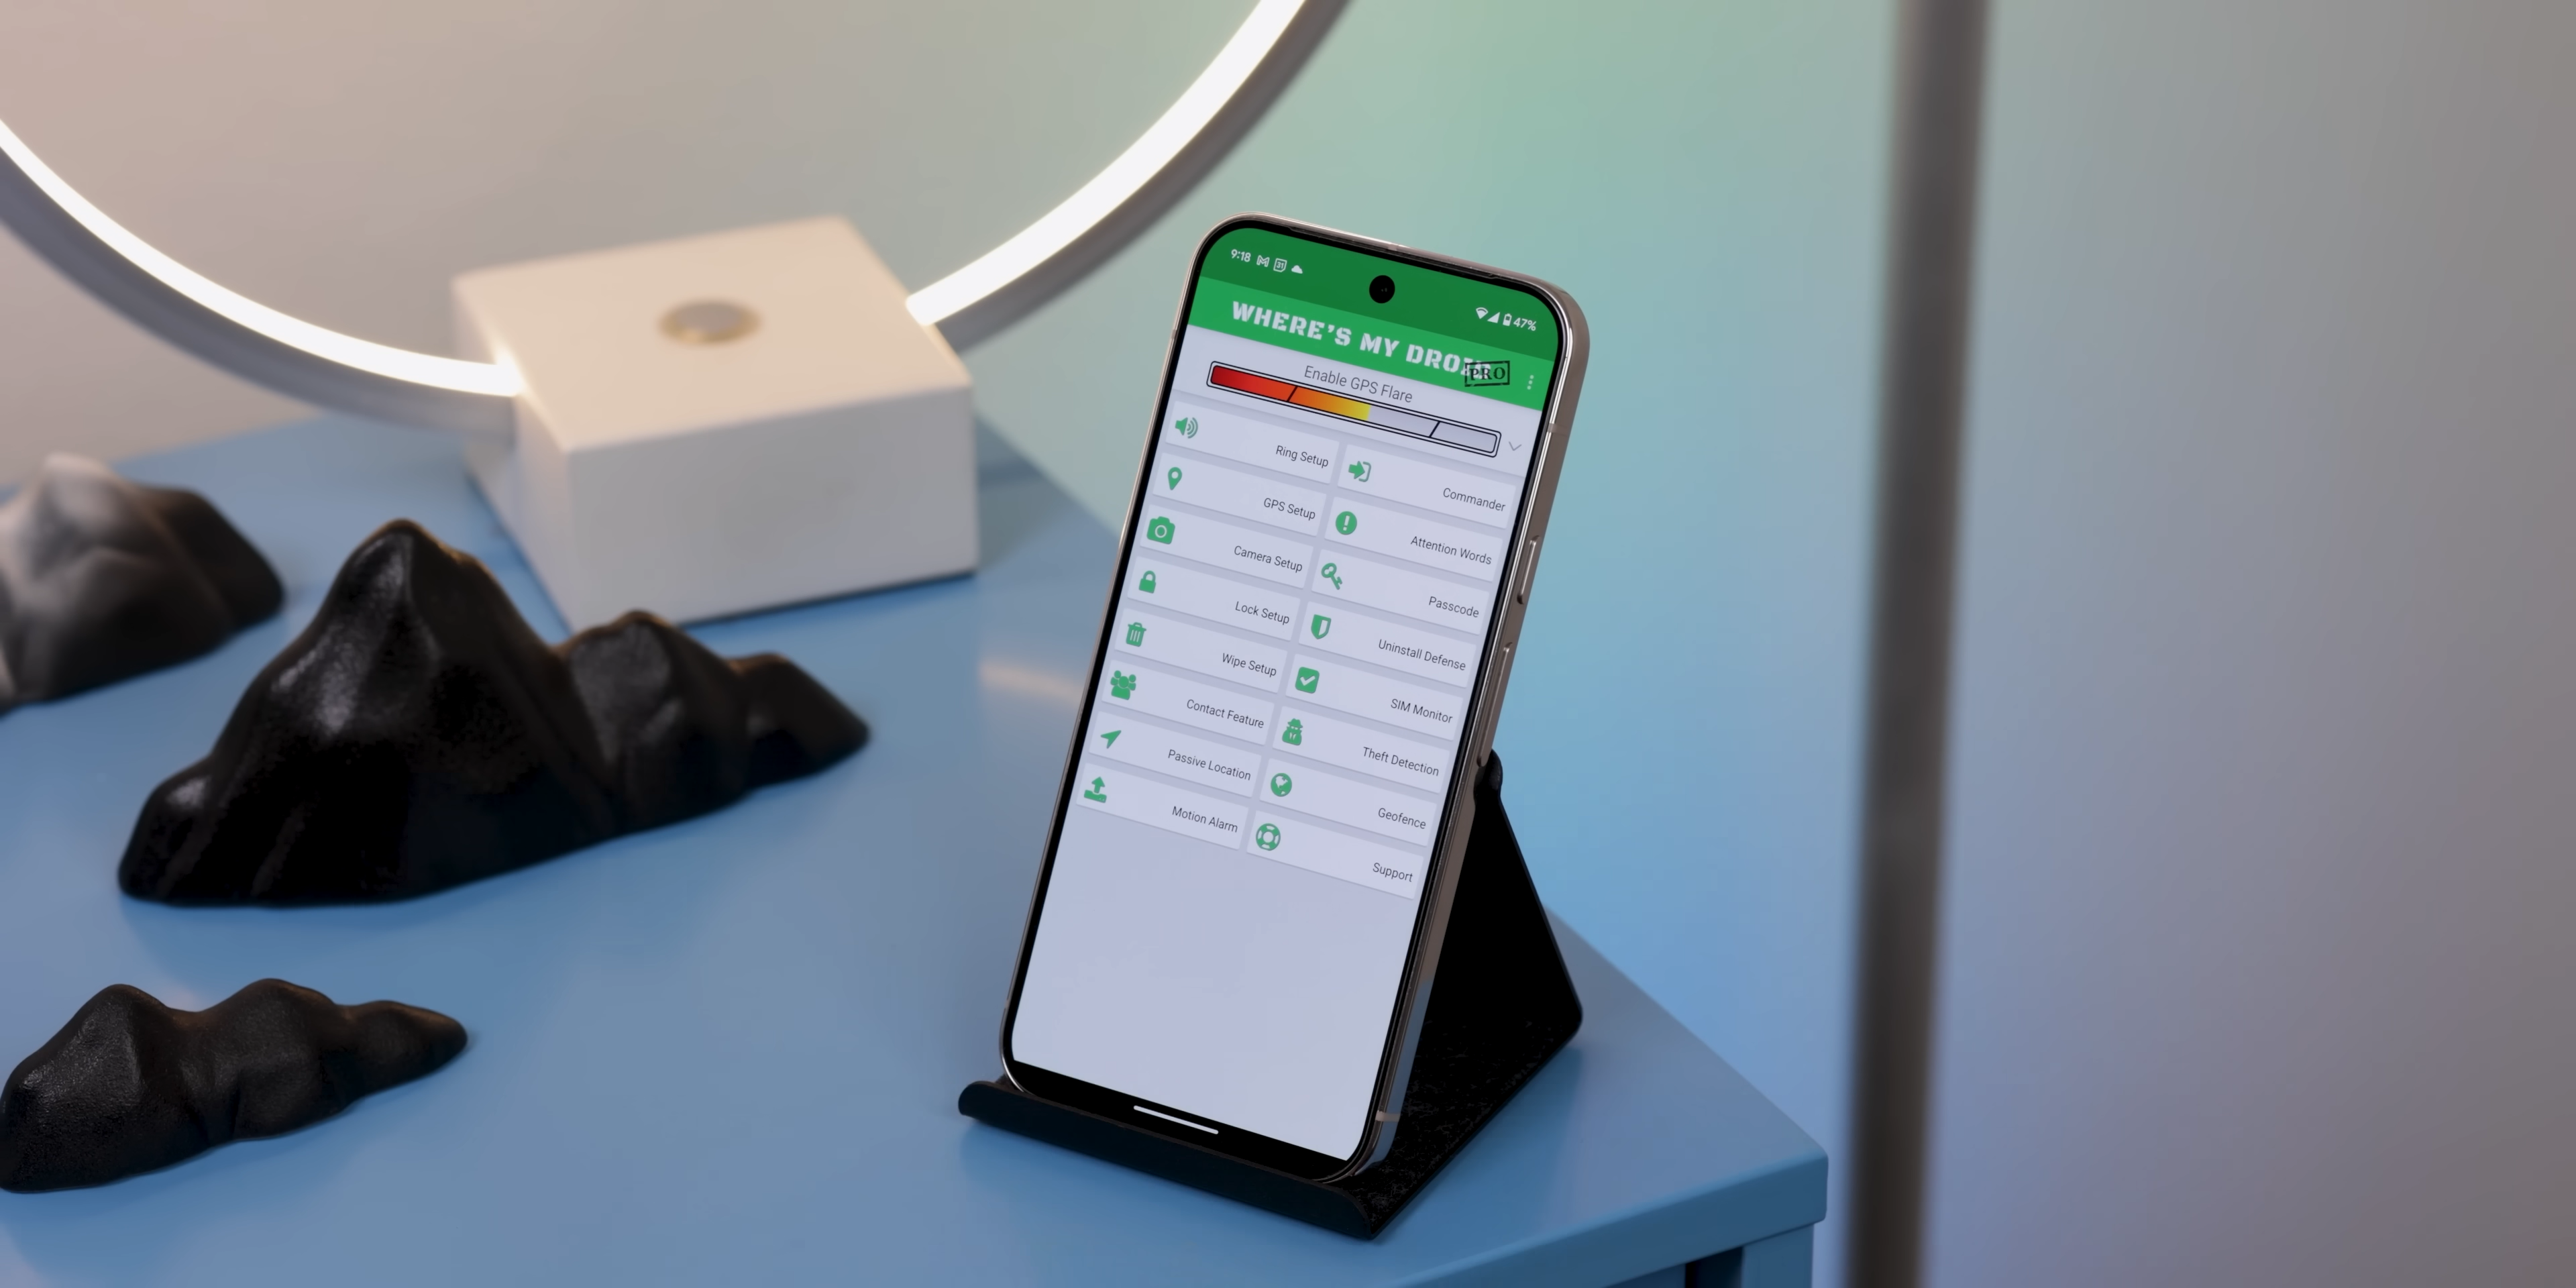 9:18 31 47%
WHERE'S MY DROID
PRO
Enable GPS Flare
Ring Setup
Commander
GPS Setup
Attention Words
Camera Setup
Passcode
Lock Setup
Uninstall Defense
Wipe Setup
SIM Monitor
Contact Feature
Theft Detection
Passive Location
Geofence
Motion Alarm
Support